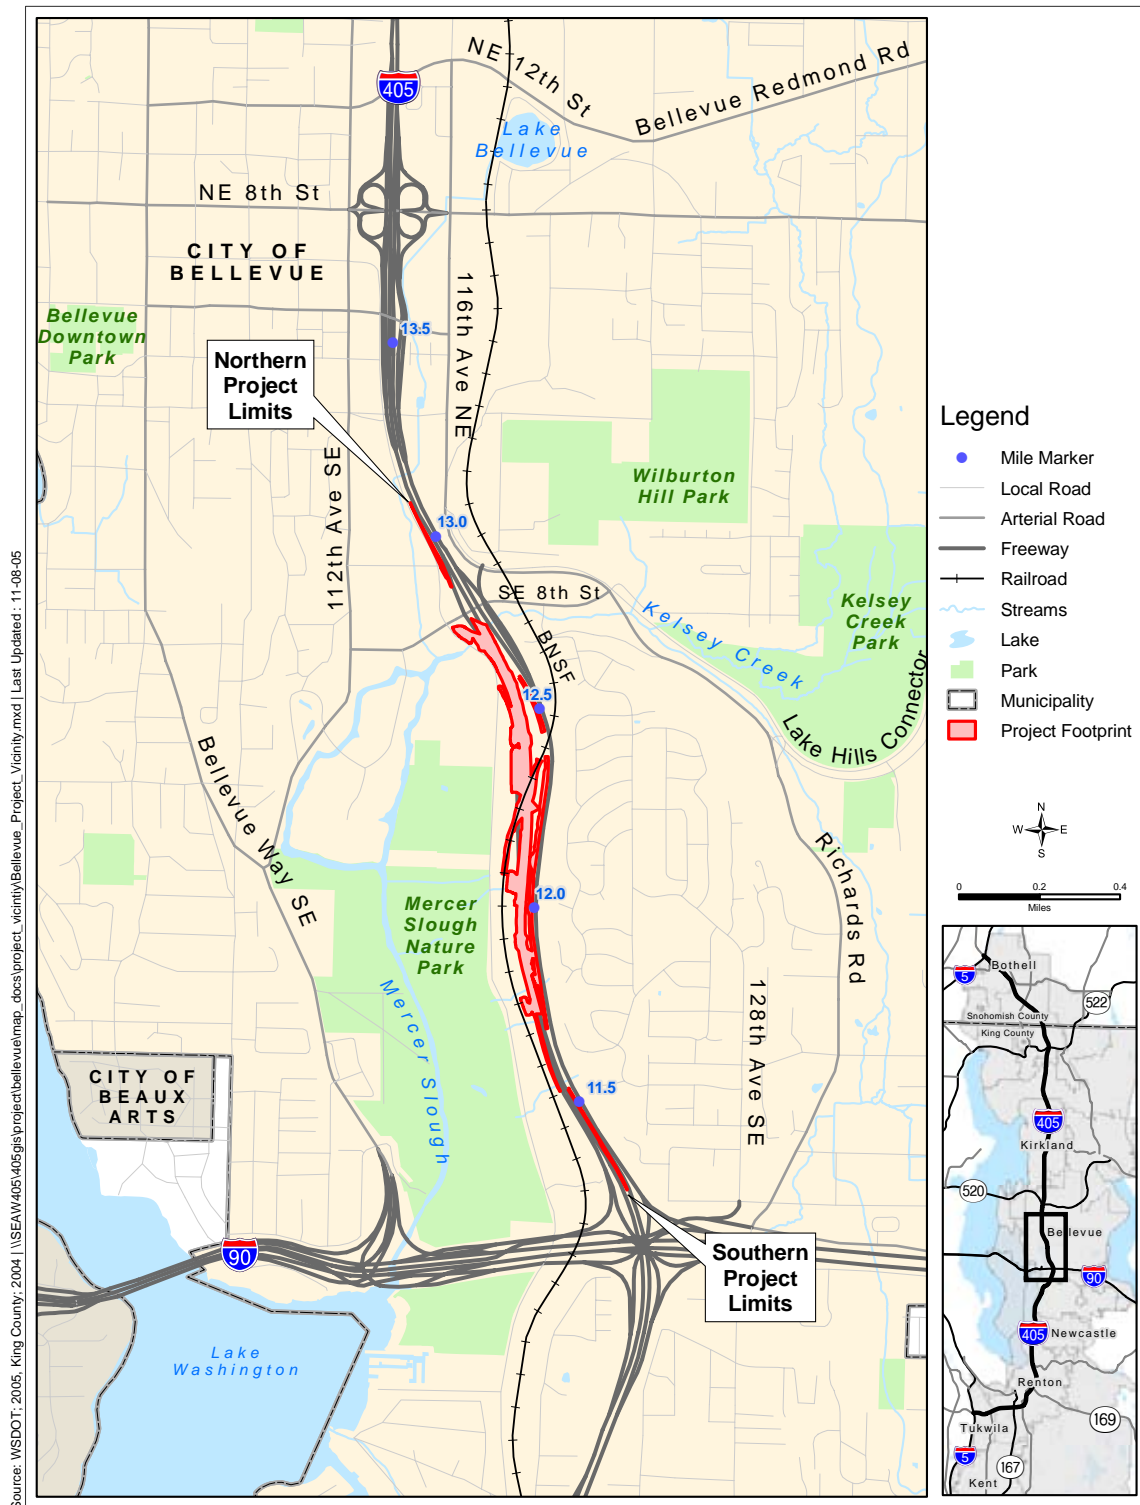 NE 12th St
Bellevue Redmond Rd
405
Lake
Bellevue
NE 8th St
CITY OF
BELLEVUE
116th Ave NE
Bellevue
Downtown
Park
13.5
Northern
Project
Limits
112th Ave SE
Wilburton
Hill Park
13.0
SE 8th St
Kelsey Creek
Kelsey
Creek
Park
BNSF
12.5
Lake Hills Connector
Bellevue Way SE
Richards Rd
12.0
Mercer
Slough
Nature
Park
Mercer Slough
128th Ave SE
CITY OF
BEAUX
ARTS
11.5
90
Southern
Project
Limits
Lake
Washington
Legend
Mile Marker
Local Road
Arterial Road
Freeway
Railroad
Streams
Lake
Park
Municipality
Project Footprint
N
W E
S
0 0.2 0.4
Miles
Bothell
5
522
Snohomish County
King County
405
Kirkland
520
Bellevue
90
405
Newcastle
Renton
169
Tukwila
5
167
Kent
Source: WSDOT; 2005, King County; 2004 | \\SEAW405\405gis\project\bellevue\map_docs\project_vicintiy\Bellevue_Project_Vicinity.mxd | Last Updated: 11-08-05